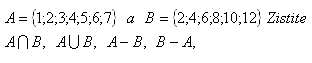 A = {1;2;3;4;5;6;7} a B = {2;4;6;8;10;12} Zistite
A⋂B, A⋃B, A − B, B − A,